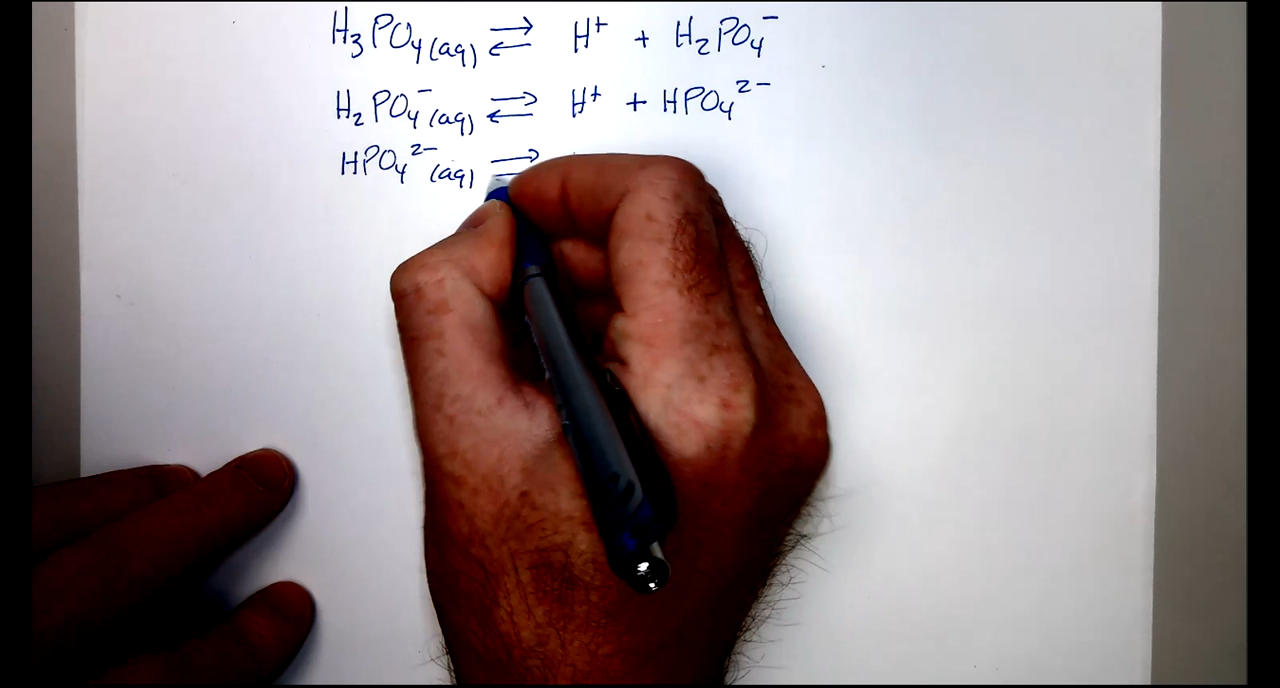 H₃PO₄(aq) ⇌ H⁺ + H₂PO₄⁻
H₂PO₄⁻(aq) ⇌ H⁺ + HPO₄²⁻
HPO₄²⁻(aq) ⇌